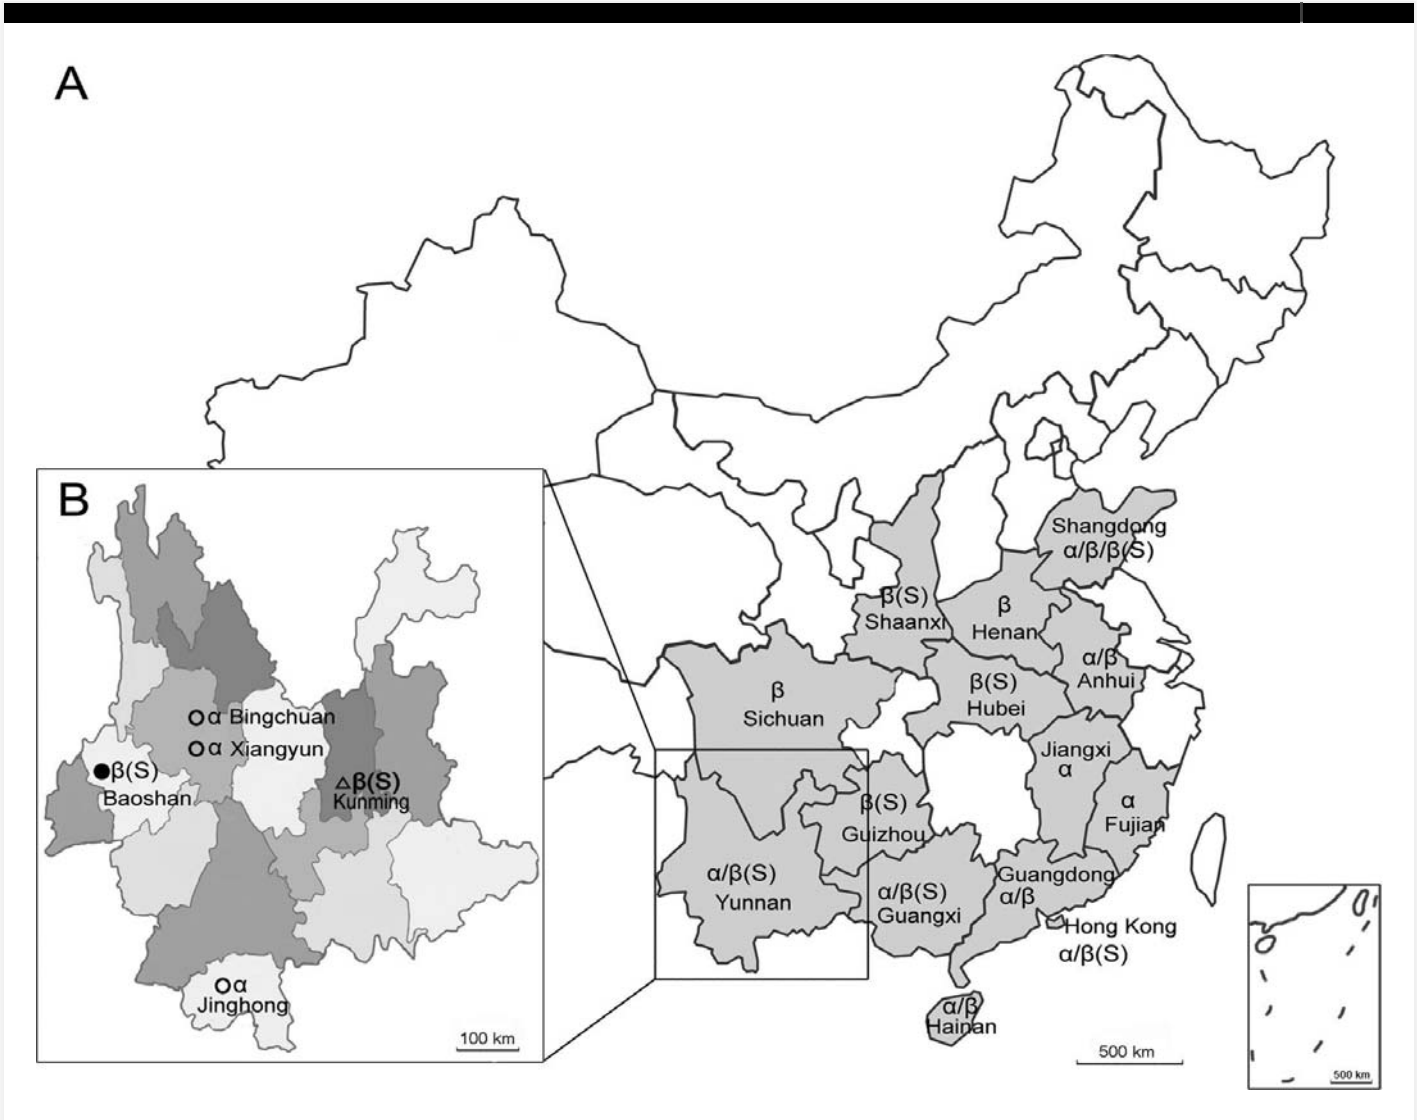 A
Shangdong
α/β/β(S)
β(S)
Shaanxi
β
Henan
α/β
Anhui
β
Sichuan
β(S)
Hubei
Jiangxi
α
α
Fujian
β(S)
Guizhou
α/β(S)
Yunnan
α/β(S)
Guangxi
Guangdong
α/β
Hong Kong
α/β(S)
α/β
Hainan
500 km
500 km
B
α Bingchuan
α Xiangyun
β(S)
Baoshan
β(S)
Kunming
α
Jinghong
100 km